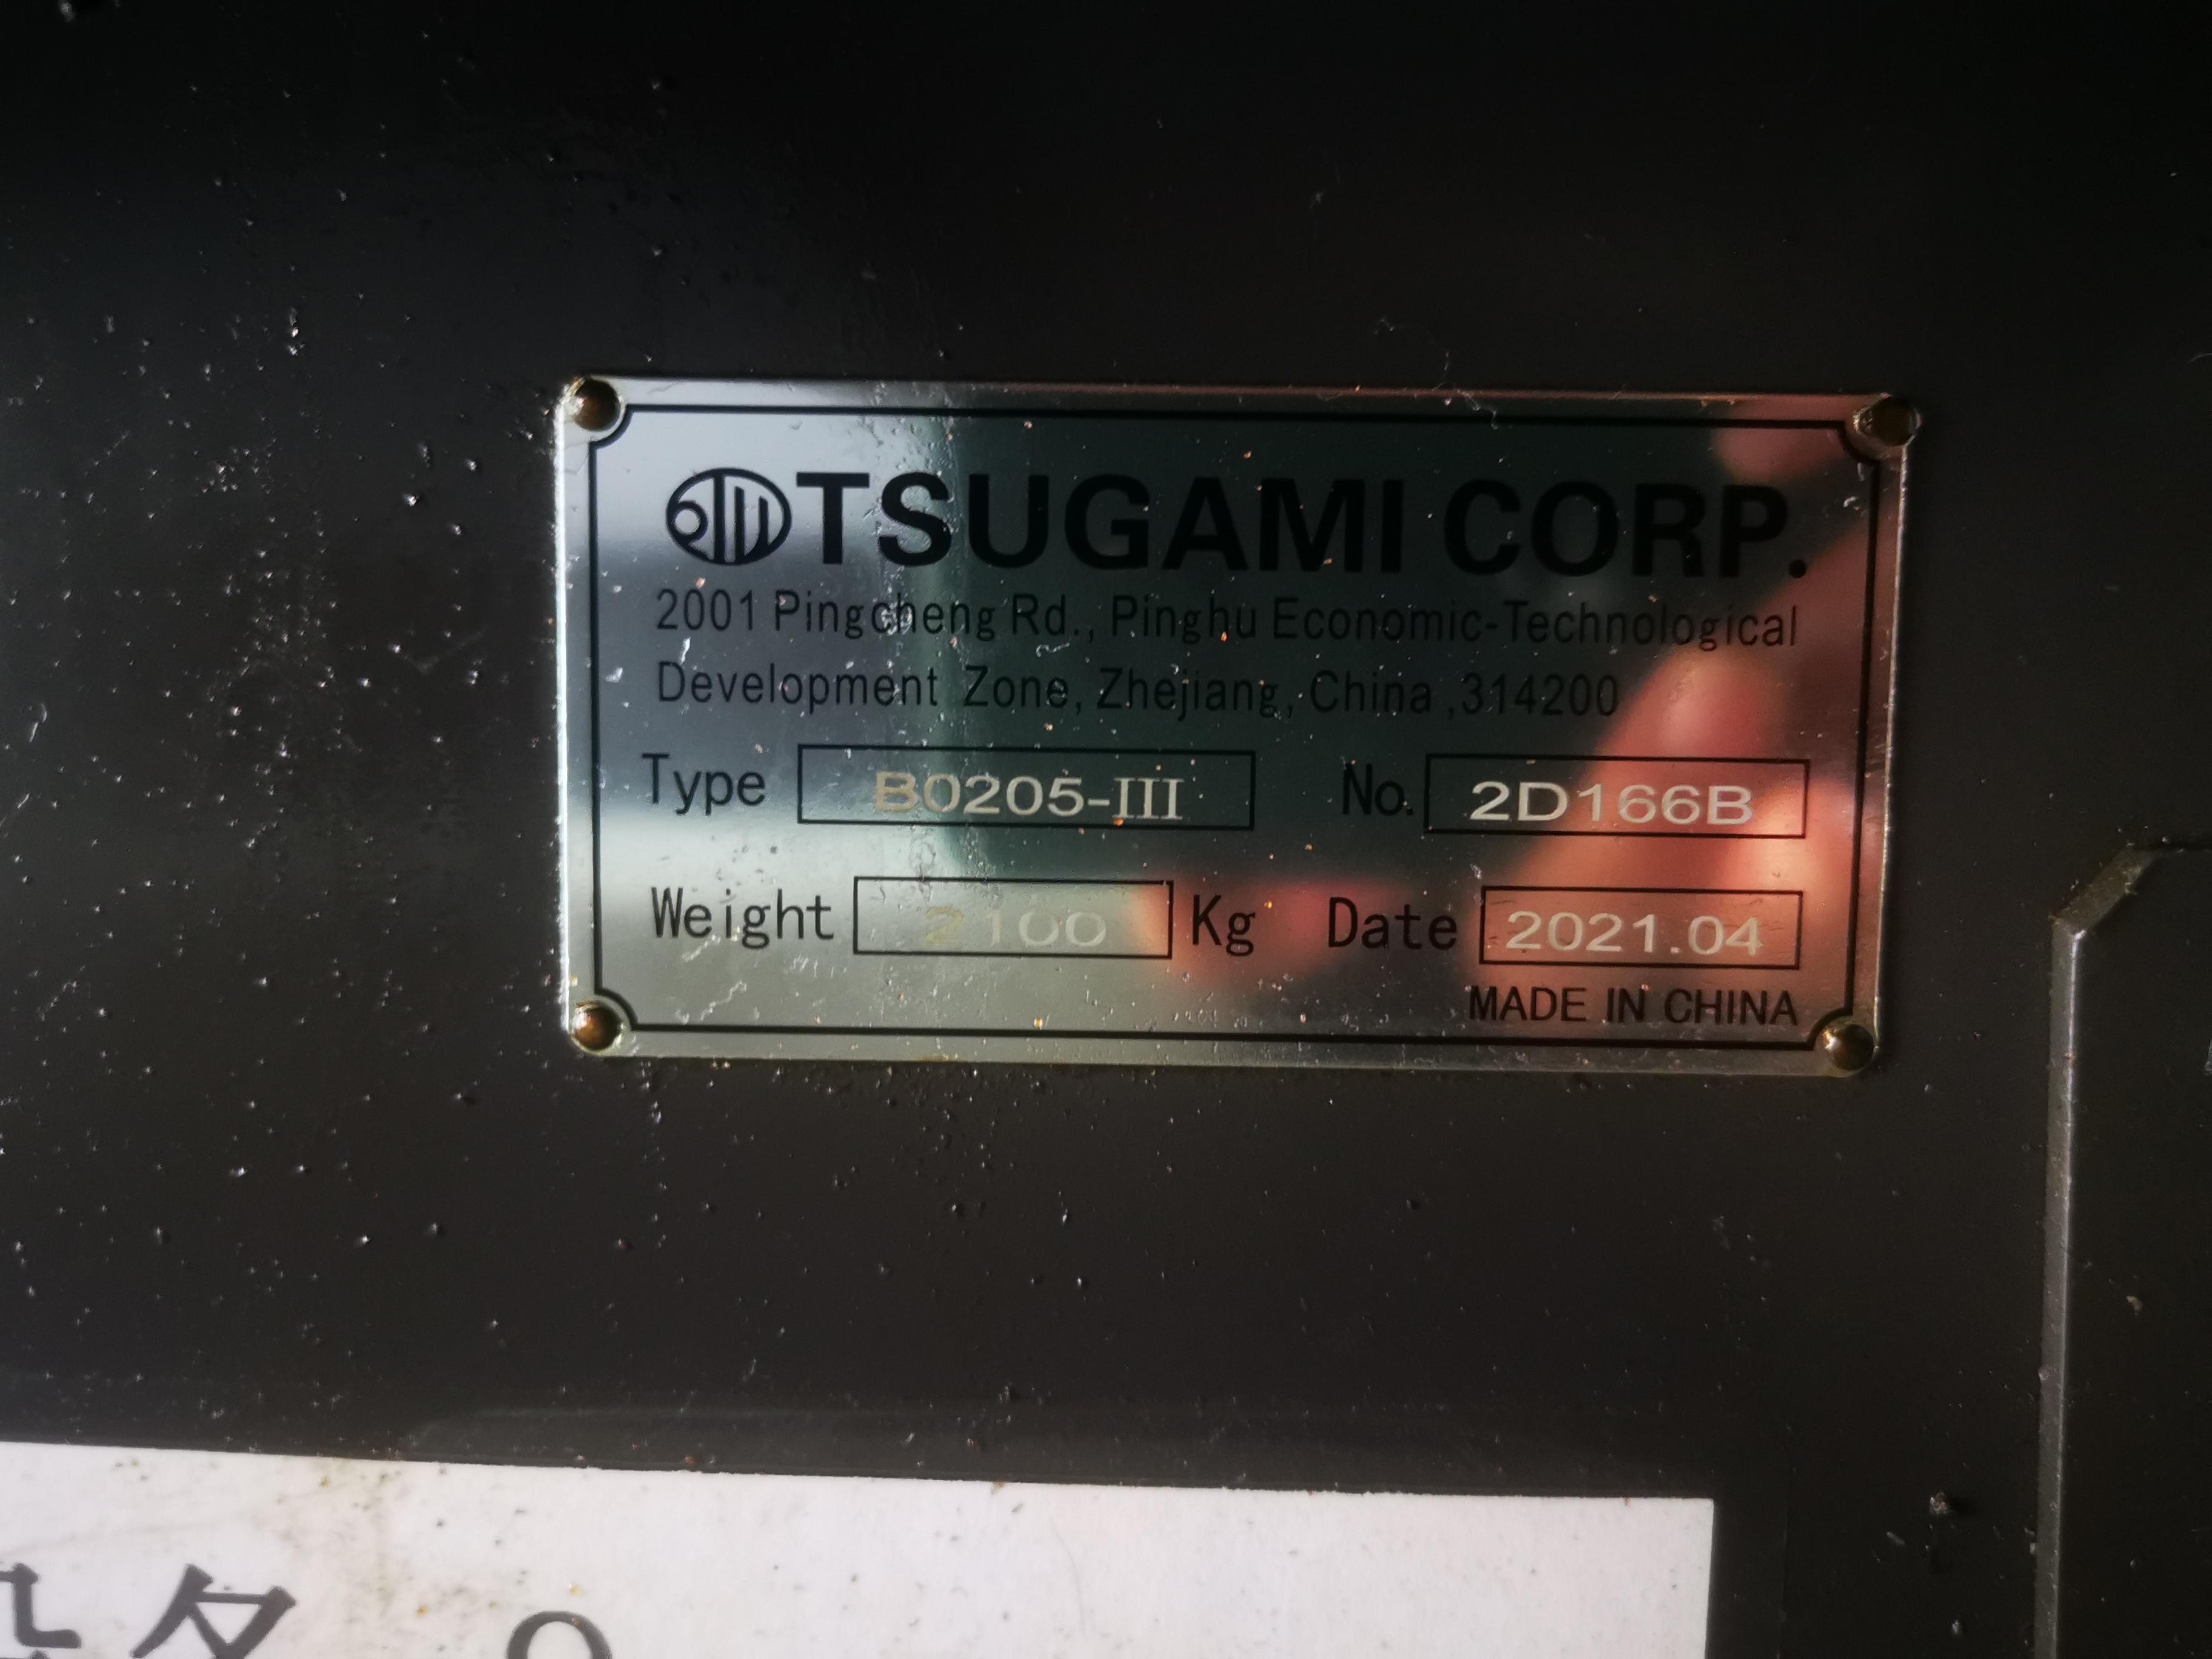 TSUGAMI CORP.
2001 Pingcheng Rd., Pinghu Economic-Technological
Development Zone, Zhejiang, China ,314200
Type B0205-III No. 2D166B
Weight 2100 Kg Date 2021.04
MADE IN CHINA